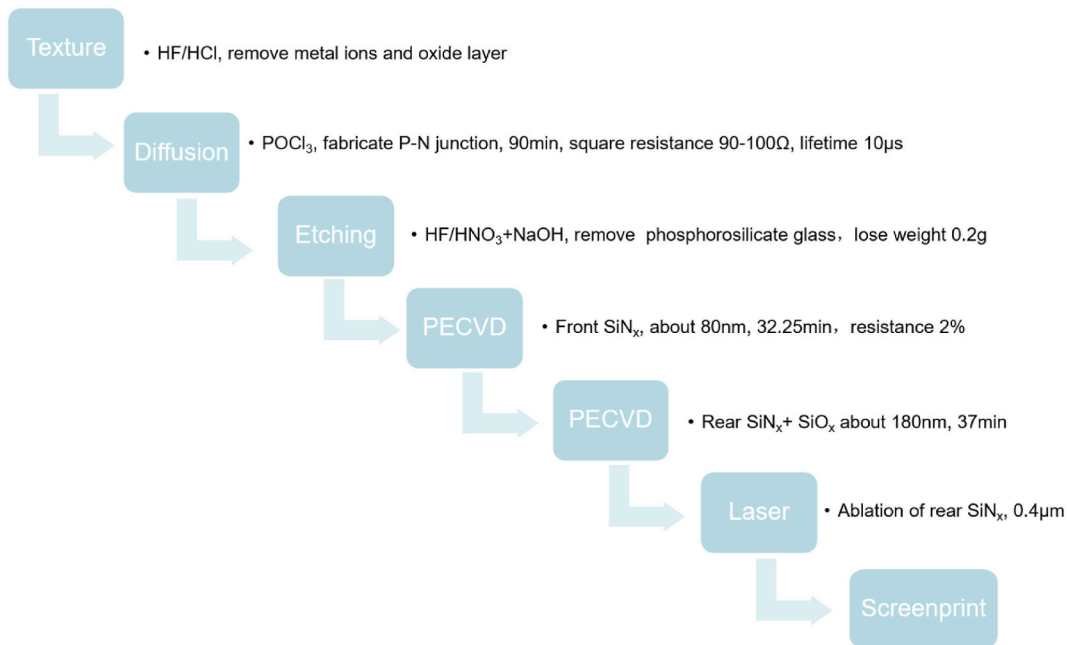 Texture
• HF/HCl, remove metal ions and oxide layer
Diffusion
• POCl₃, fabricate P-N junction, 90min, square resistance 90-100Ω, lifetime 10μs
Etching
• HF/HNO₃+NaOH, remove phosphorosilicate glass，lose weight 0.2g
PECVD
• Front SiNₓ, about 80nm, 32.25min，resistance 2%
PECVD
• Rear SiNₓ+ SiOₓ about 180nm, 37min
Laser
• Ablation of rear SiNₓ, 0.4μm
Screenprint